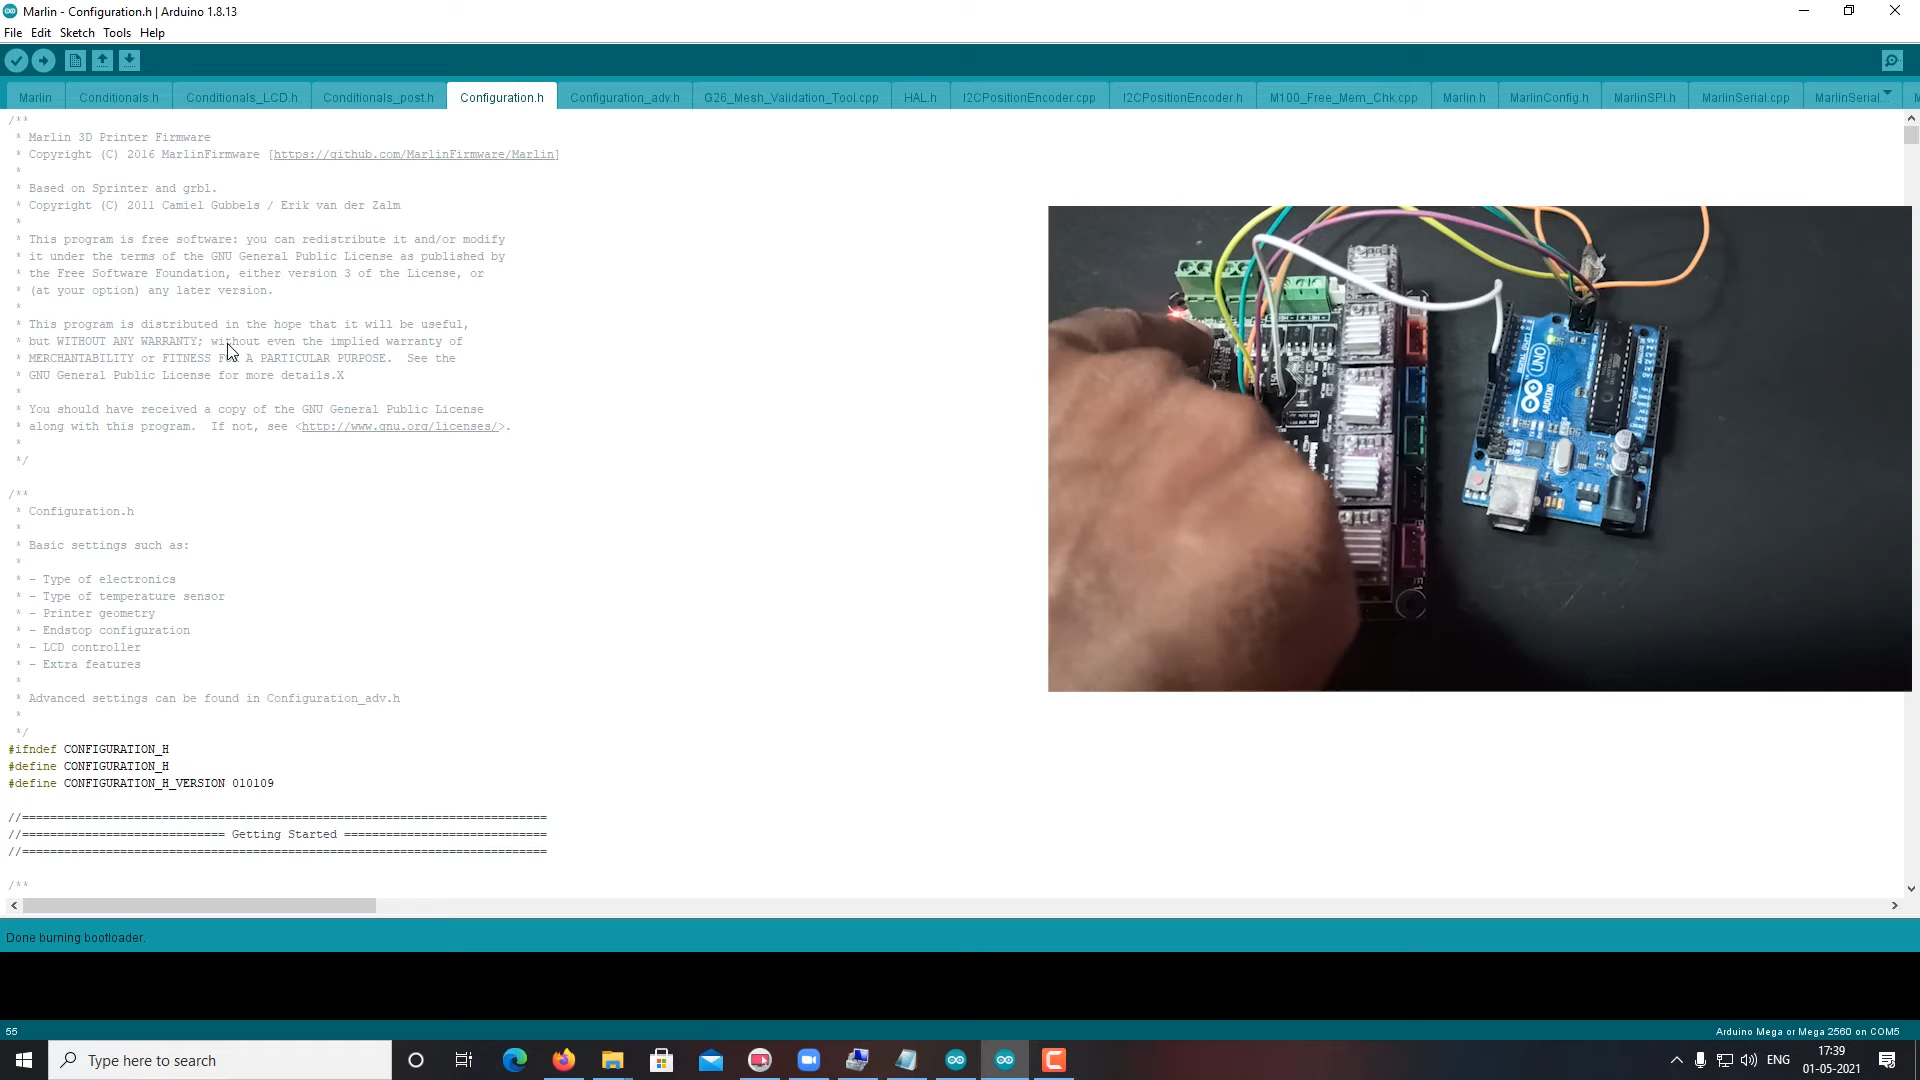 Marlin - Configuration.h | Arduino 1.8.13
File Edit Sketch Tools Help
Marlin Conditionals.h Conditionals_LCD.h Conditionals_post.h Configuration.h Configuration_adv.h G26_Mesh_Validation_Tool.cpp HAL.h I2CPositionEncoder.cpp I2CPositionEncoder.h M100_Free_Mem_Chk.cpp Marlin.h MarlinConfig.h MarlinSPI.h MarlinSerial.cpp MarlinSerial...
/**
* Marlin 3D Printer Firmware
* Copyright (C) 2016 MarlinFirmware [https://github.com/MarlinFirmware/Marlin]
*
* Based on Sprinter and grbl.
* Copyright (C) 2011 Camiel Gubbels / Erik van der Zalm
*
* This program is free software: you can redistribute it and/or modify
* it under the terms of the GNU General Public License as published by
* the Free Software Foundation, either version 3 of the License, or
* (at your option) any later version.
*
* This program is distributed in the hope that it will be useful,
* but WITHOUT ANY WARRANTY; without even the implied warranty of
* MERCHANTABILITY or FITNESS FOR A PARTICULAR PURPOSE.  See the
* GNU General Public License for more details.X
*
* You should have received a copy of the GNU General Public License
* along with this program.  If not, see <http://www.gnu.org/licenses/>.
*
*/
/**
* Configuration.h
*
* Basic settings such as:
*
* - Type of electronics
* - Type of temperature sensor
* - Printer geometry
* - Endstop configuration
* - LCD controller
* - Extra features
*
* Advanced settings can be found in Configuration_adv.h
*
*/
#ifndef CONFIGURATION_H
#define CONFIGURATION_H
#define CONFIGURATION_H_VERSION 010109
//===========================================================================
//============================= Getting Started =============================
//===========================================================================
/**
ARDUINO
UNO
Done burning bootloader.
55
Arduino Mega or Mega 2560 on COM5
Type here to search
ENG
17:39
01-05-2021